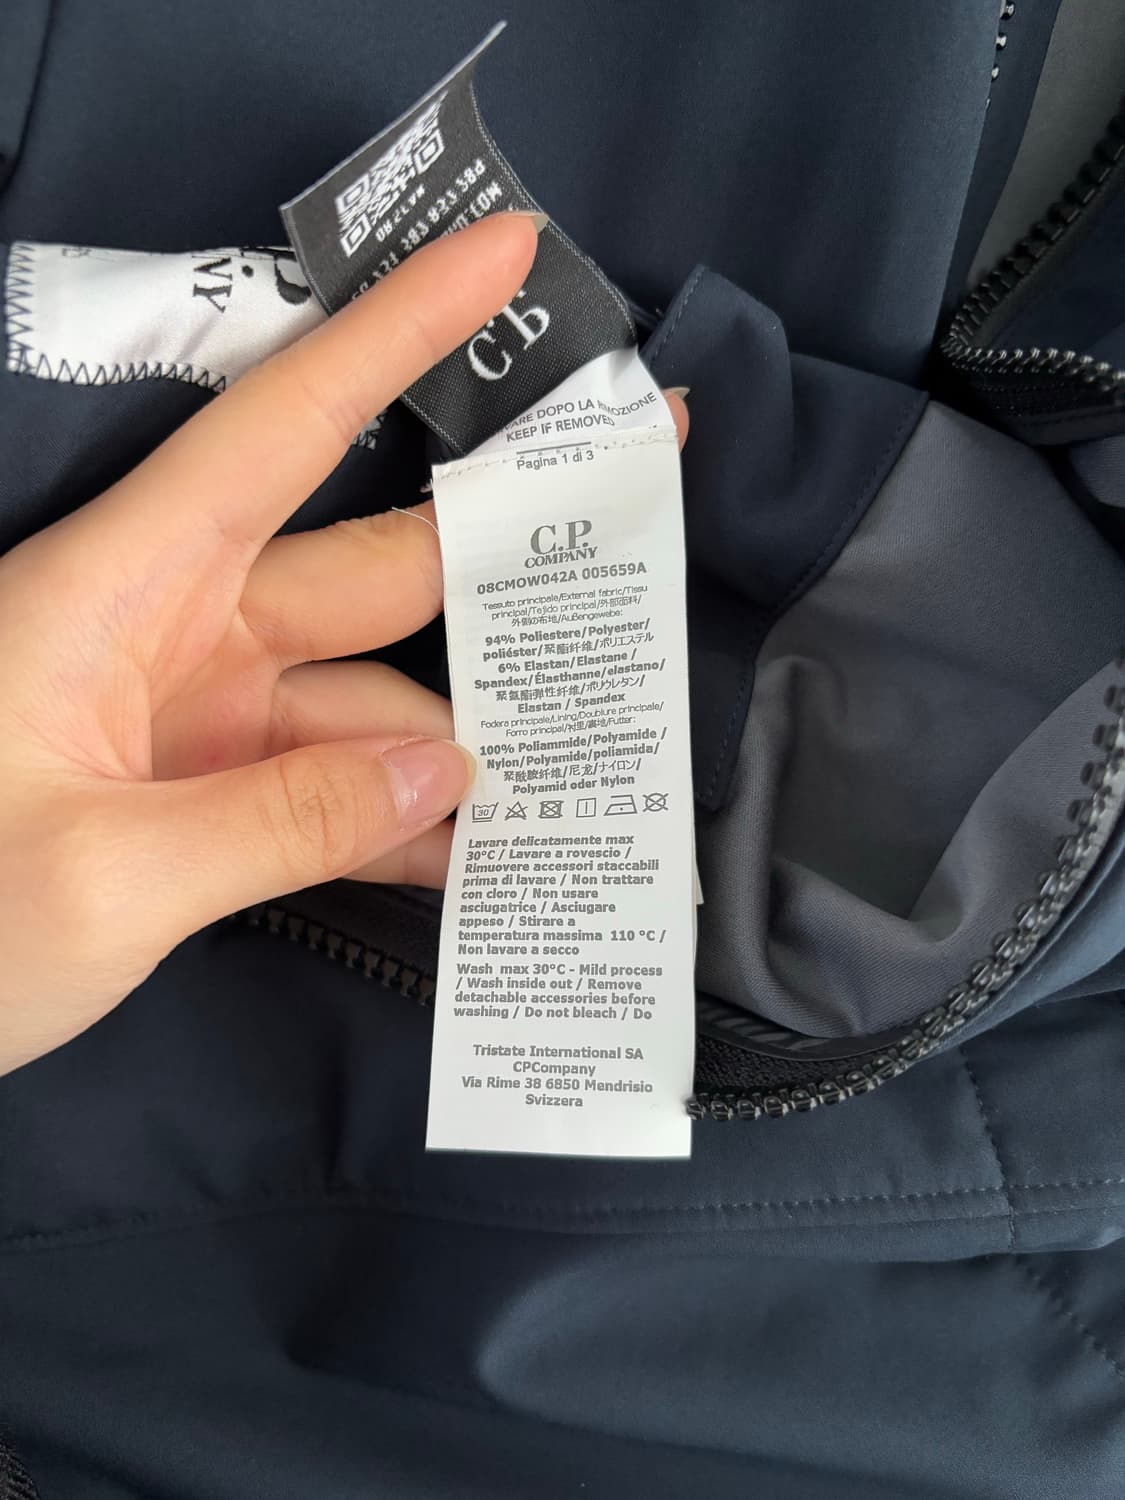 KEEP IF REMOVED
Pagina 1 di 3
C.P.
COMPANY
08CMOW042A 005659A
Tessuto principale/External fabric/Tissu
principal/Tejido principal/外部面料/
外側の布地/Außengewebe:
94% Poliestere/Polyester/
poliéster/聚酯纤维/ポリエステル
6% Elastan/Elastane /
Spandex/Élasthanne/elastano/
聚氨酯弹性纤维/ポリウレタン/
Elastan / Spandex
Fodera principale/Lining/Doublure principale/
Forro principal/衬里/裏地/Futter:
100% Poliammide/Polyamide /
Nylon/Polyamide/poliamida/
聚酰胺纤维/尼龙/ナイロン/
Polyamid oder Nylon
30
Lavare delicatamente max
30°C / Lavare a rovescio /
Rimuovere accessori staccabili
prima di lavare / Non trattare
con cloro / Non usare
asciugatrice / Asciugare
appeso / Stirare a
temperatura massima 110 °C /
Non lavare a secco
Wash max 30°C - Mild process
/ Wash inside out / Remove
detachable accessories before
washing / Do not bleach / Do
Tristate International SA
CPCompany
Via Rime 38 6850 Mendrisio
Svizzera